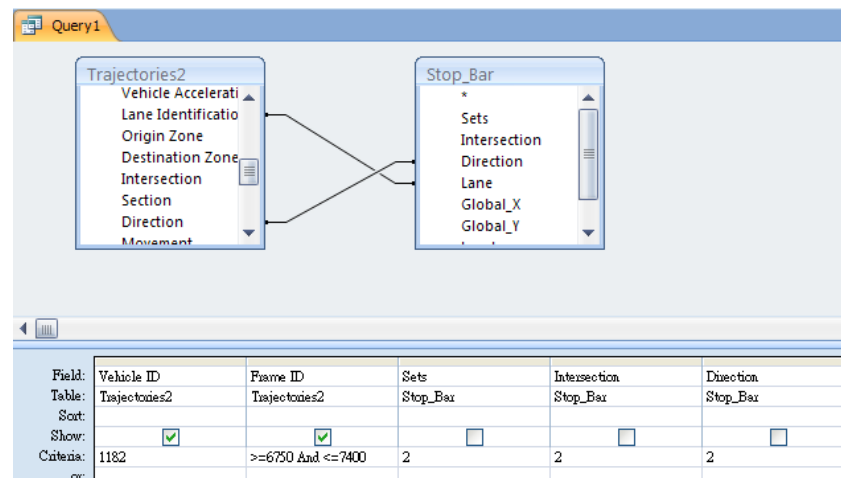 Query1
Trajectories2
Vehicle Accelerati
Lane Identificatio
Origin Zone
Destination Zone
Intersection
Section
Direction
Movement
Stop_Bar
*
Sets
Intersection
Direction
Lane
Global_X
Global_Y
Field: Vehicle ID Frame ID Sets Intersection Direction
Table: Trajectories2 Trajectories2 Stop_Bar Stop_Bar Stop_Bar
Sort:
Show:
Criteria: 1182 >=6750 And <=7400 2 2 2
or: